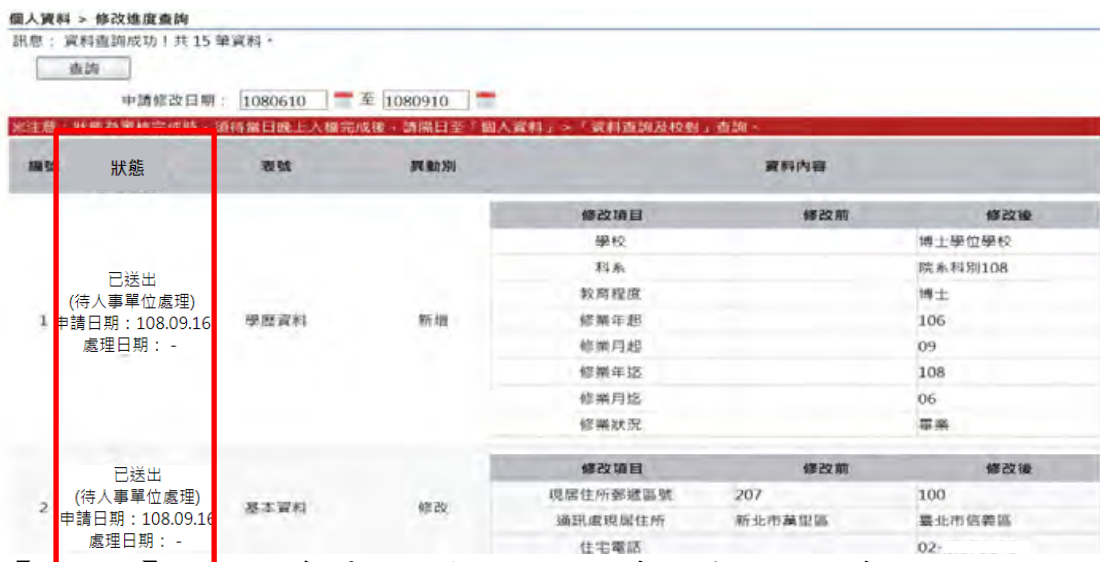 個人資料 > 修改進度查詢
訊息： 資料查詢成功！共 15 筆資料。
查詢
申請修改日期： 1080610 至 1080910
※注意：狀態為審核完成時，須待當日晚上入檔完成後，請隔日至「個人資料」>「資料查詢及校對」查詢。
編號 狀態 表號 異動別 資料內容
修改項目 修改前 修改後
學校 博士學位學校
科系 院系科別108
教育程度 博士
修業年起 106
修業月起 09
修業年迄 108
修業月迄 06
修業狀況 畢業
1 已送出 學歷資料 新增
(待人事單位處理)
申請日期：108.09.16
處理日期： -
修改項目 修改前 修改後
現居住所郵遞區號 207 100
通訊處現居住所 新北市萬里區 臺北市信義區
住宅電話 02-
2 已送出 基本資料 修改
(待人事單位處理)
申請日期：108.09.16
處理日期： -